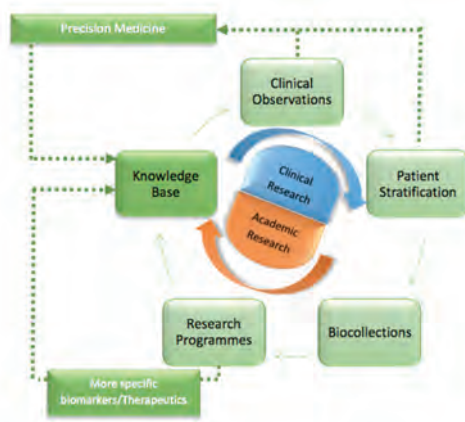 Precision Medicine
Clinical
Observations
Knowledge
Base
Clinical
Research
Academic
Research
Patient
Stratification
Research
Programmes
Biocollections
More specific
biomarkers/Therapeutics